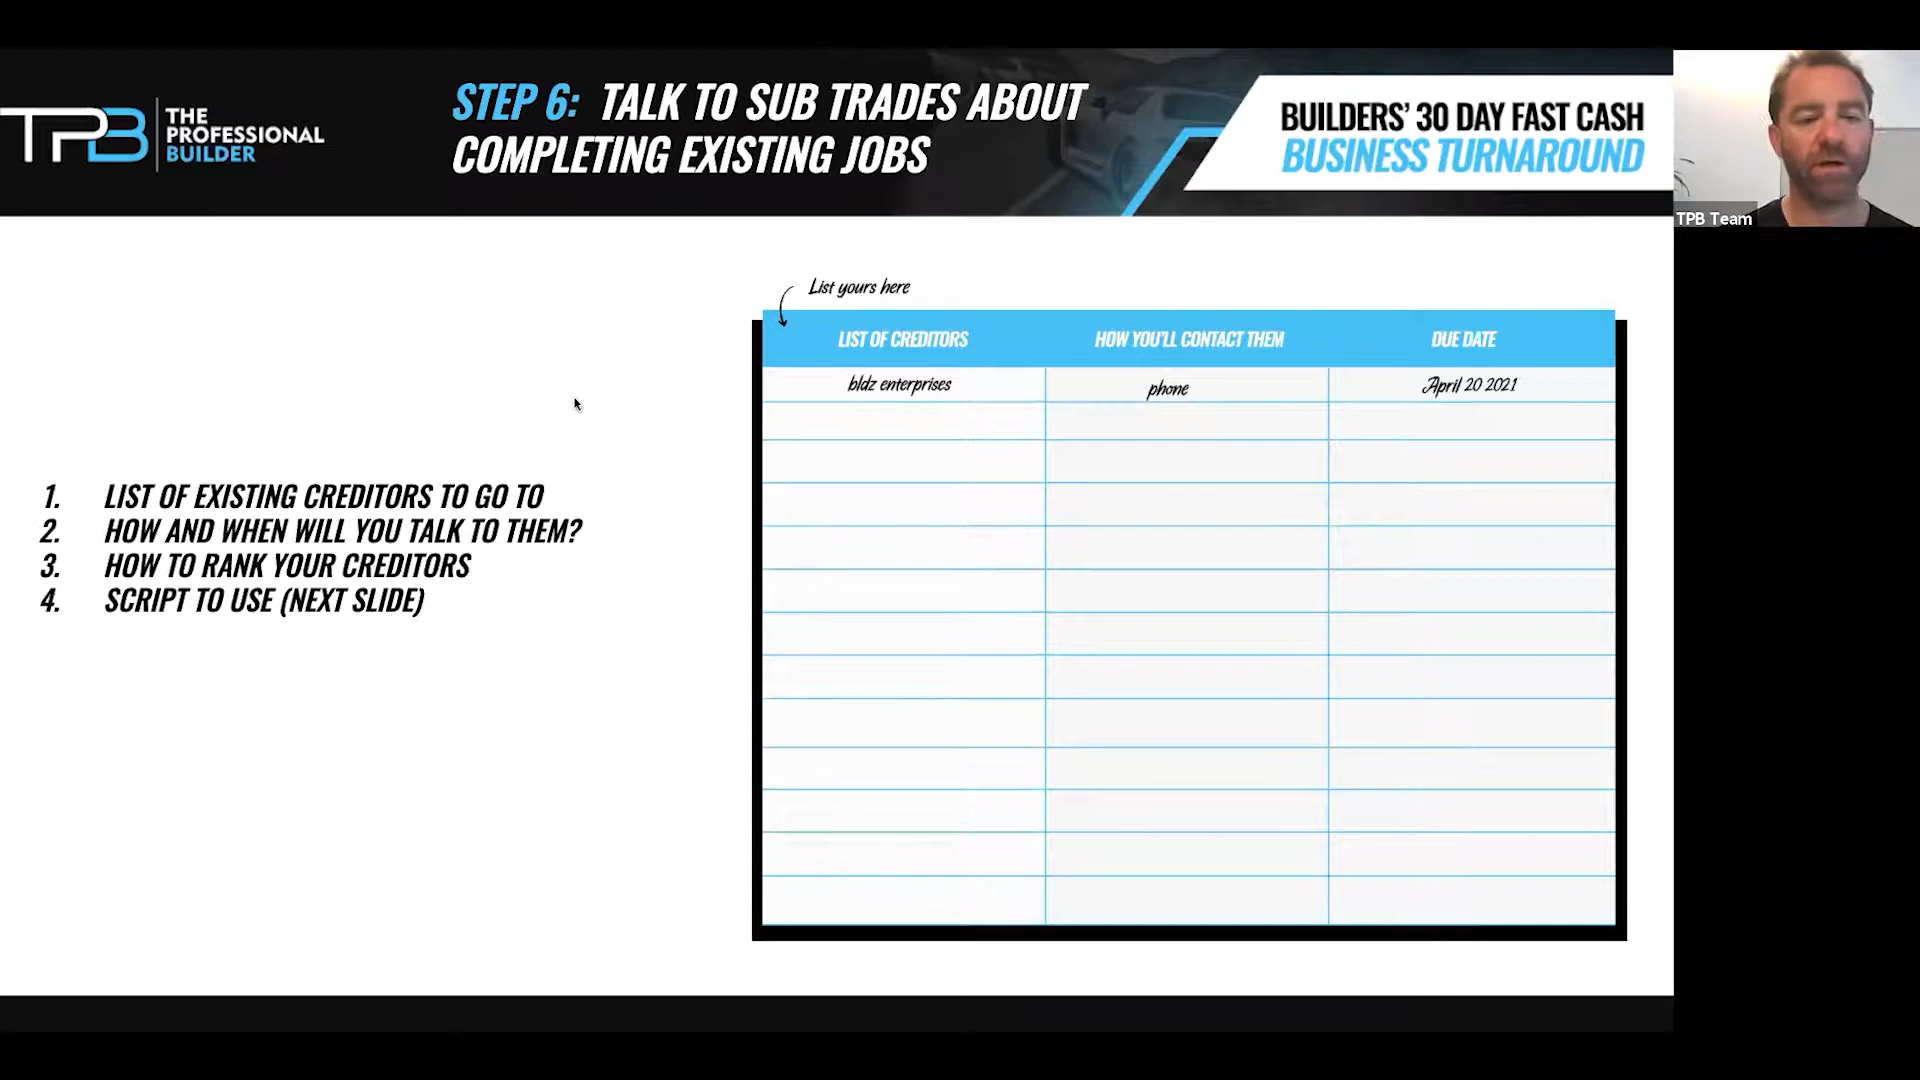 TPB THE PROFESSIONAL BUILDER
STEP 6: TALK TO SUB TRADES ABOUT
COMPLETING EXISTING JOBS
BUILDERS' 30 DAY FAST CASH
BUSINESS TURNAROUND
TPB Team
1. LIST OF EXISTING CREDITORS TO GO TO
2. HOW AND WHEN WILL YOU TALK TO THEM?
3. HOW TO RANK YOUR CREDITORS
4. SCRIPT TO USE (NEXT SLIDE)
List yours here
LIST OF CREDITORS HOW YOU'LL CONTACT THEM DUE DATE
bldz enterprises phone April 20 2021